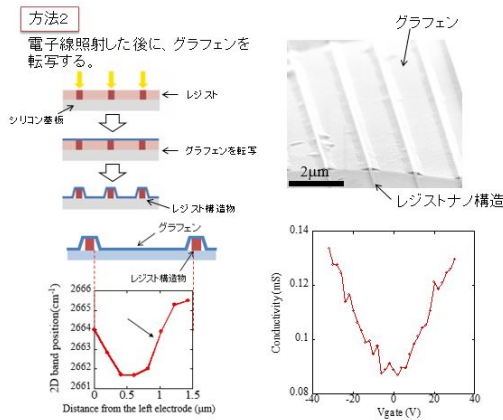 方法2
電子線照射した後に、グラフェンを
転写する。
レジスト
シリコン基板
グラフェンを転写
レジスト構造物
グラフェン
レジスト構造物
2666
2665
2664
2663
2662
2661
2D band position(cm⁻¹)
0
0.5
1
1.5
Distance from the left electrode (μm)
グラフェン
2μm
レジストナノ構造
0.14
0.12
0.1
0.08
Conductivity (mS)
-40
-20
0
20
40
Vgate (V)